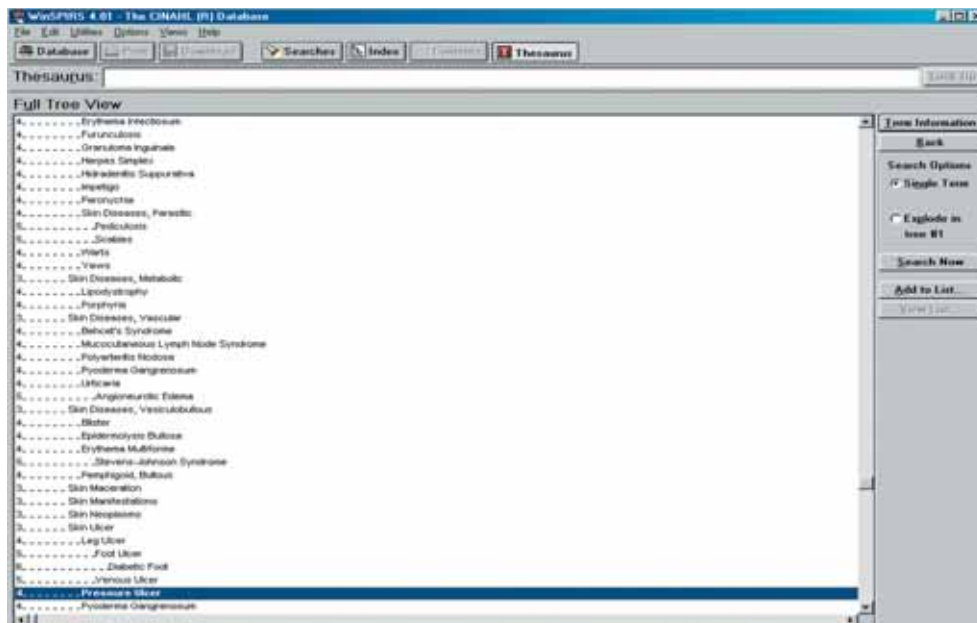 WinSPIRS 4.01 - The CINAHL (R) Database
File Edit Utilities Options Views Help
Database Print Download Searches Index Thesaurus
Thesaurus: Look Up
Full Tree View
4. . . . . . . .Erythema Infectiosum
4. . . . . . . .Furunculosis
4. . . . . . . .Granuloma Inguinale
4. . . . . . . .Herpes Simplex
4. . . . . . . .Hidradenitis Suppurativa
4. . . . . . . .Impetigo
4. . . . . . . .Paronychia
4. . . . . . . .Skin Diseases, Parasitic
5. . . . . . . . . .Pediculosis
5. . . . . . . . . .Scabies
4. . . . . . . .Warts
4. . . . . . . .Yaws
3. . . . . . Skin Diseases, Metabolic
4. . . . . . . .Lipodystrophy
4. . . . . . . .Porphyria
3. . . . . . Skin Diseases, Vascular
4. . . . . . . .Behcet's Syndrome
4. . . . . . . .Mucocutaneous Lymph Node Syndrome
4. . . . . . . .Polyarteritis Nodosa
4. . . . . . . .Pyoderma Gangrenosum
4. . . . . . . .Urticaria
5. . . . . . . . . .Angioneurotic Edema
3. . . . . . Skin Diseases, Vesiculobullous
4. . . . . . . .Blister
4. . . . . . . .Epidermolysis Bullosa
4. . . . . . . .Erythema Multiforme
5. . . . . . . . . .Stevens-Johnson Syndrome
4. . . . . . . .Pemphigoid, Bullous
3. . . . . . Skin Maceration
3. . . . . . Skin Manifestations
3. . . . . . Skin Neoplasms
3. . . . . . Skin Ulcer
4. . . . . . . .Leg Ulcer
5. . . . . . . . . .Foot Ulcer
6. . . . . . . . . . . .Diabetic Foot
5. . . . . . . . . .Venous Ulcer
4. . . . . . . .Pressure Ulcer
4. . . . . . . .Pyoderma Gangrenosum
Term Information
Back
Search Options
Single Term
Explode in
tree #1
Search Now
Add to List...
View List...